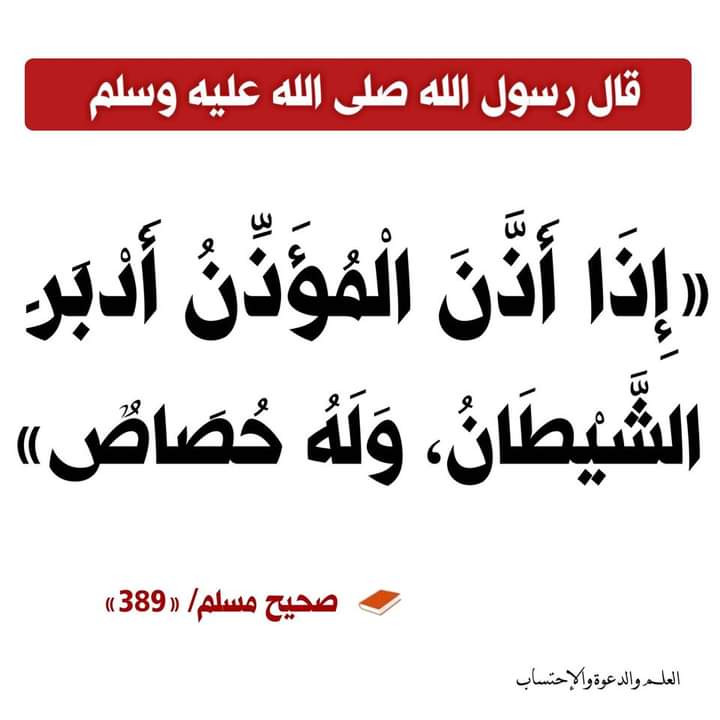 قال رسول الله صلى الله عليه وسلم
«إِذَا أَذَّنَ الْمُؤَذِّنُ أَدْبَرَ
الشَّيْطَانُ، وَلَهُ حُصَاصٌ»
صحيح مسلم/ «389»
العلم والدعوة والإحتساب